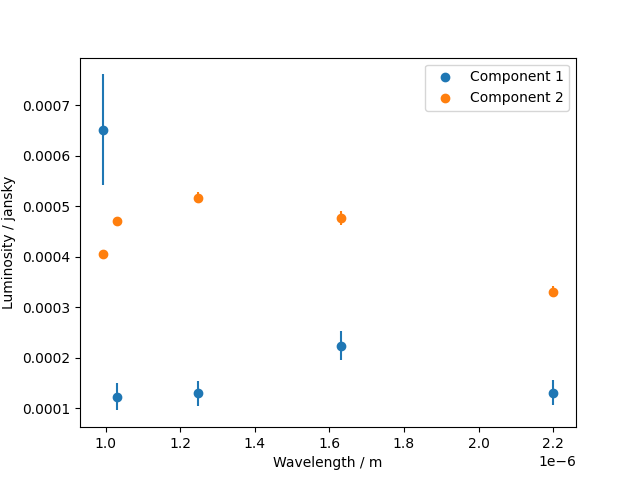 Component 1
Component 2
0.0007
0.0006
0.0005
0.0004
0.0003
0.0002
0.0001
Luminosity / jansky
1.0 1.2 1.4 1.6 1.8 2.0 2.2
1e−6
Wavelength / m